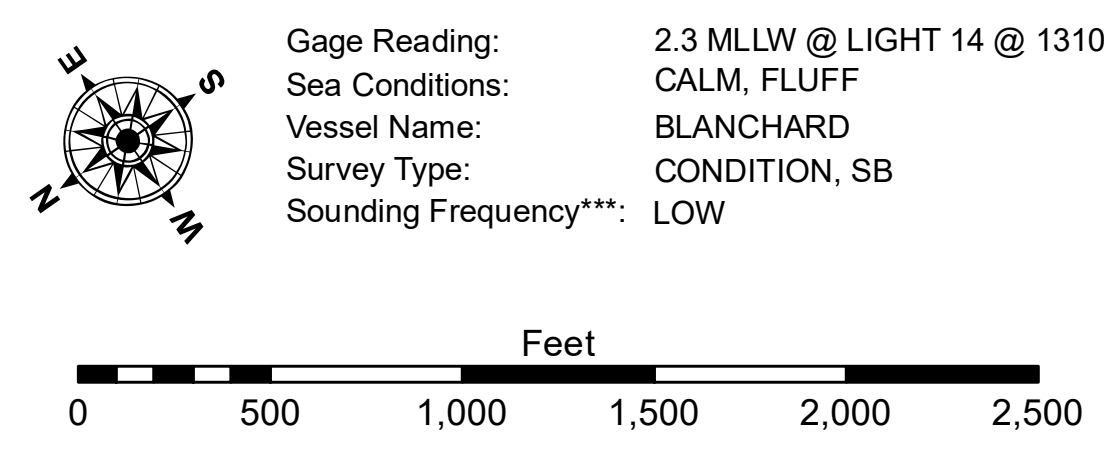 E
S
N
W
Gage Reading: 2.3 MLLW @ LIGHT 14 @ 1310
Sea Conditions: CALM, FLUFF
Vessel Name: BLANCHARD
Survey Type: CONDITION, SB
Sounding Frequency***: LOW
Feet
0 500 1,000 1,500 2,000 2,500